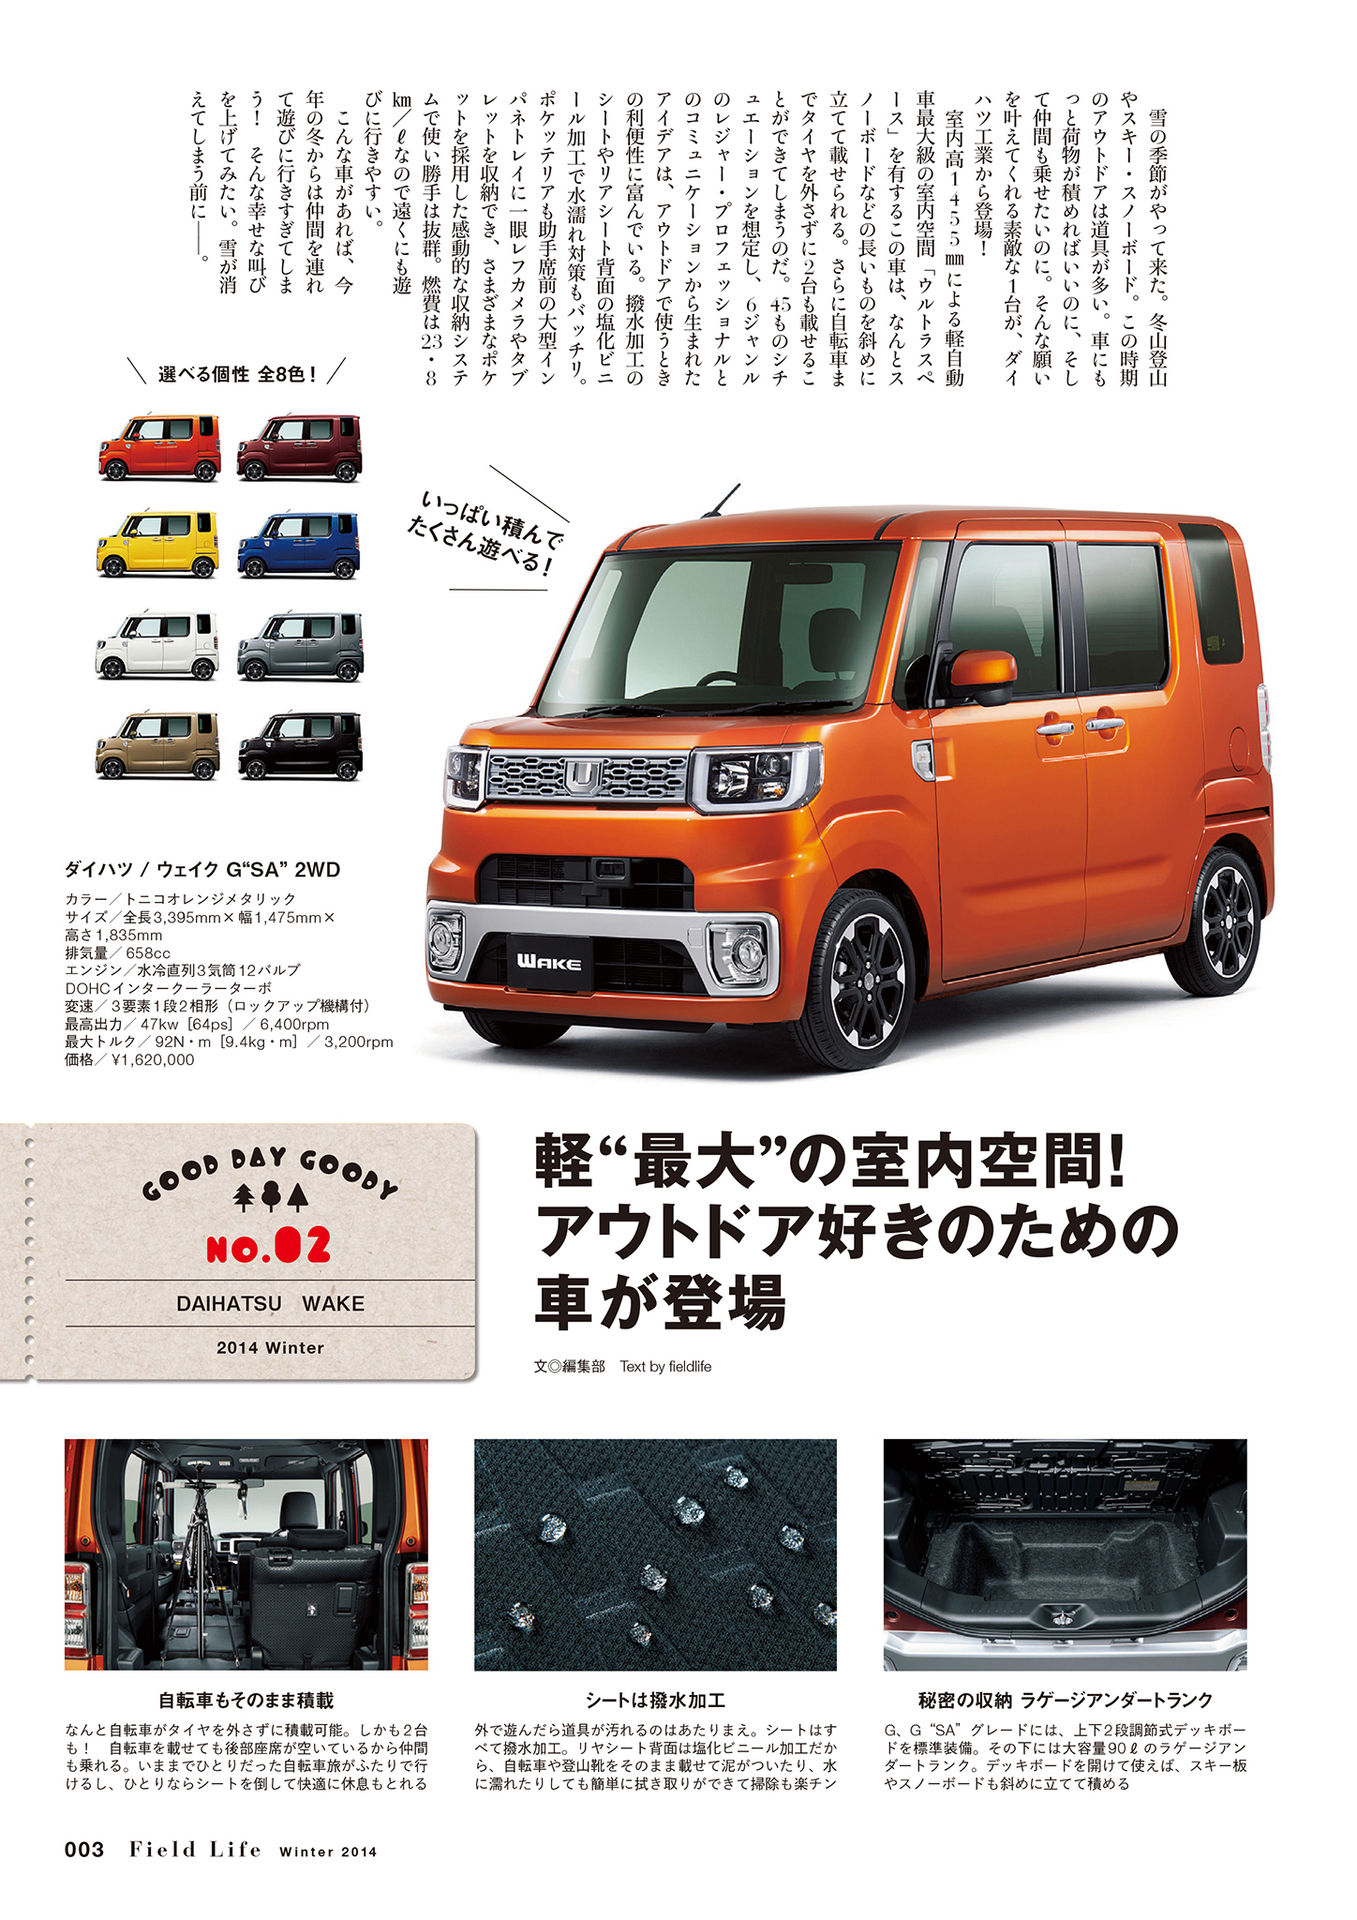 雪の季節がやって来た。冬山登山
やスキー・スノーボード。この時期
のアウトドアは道具が多い。車にも
っと荷物が積めればいいのに、そし
て仲間も乗せたいのに。そんな願い
を叶えてくれる素敵な1台が、ダイ
ハツ工業から登場！
室内高1455㎜による軽自動
車最大級の室内空間「ウルトラスペ
ース」を有するこの車は、なんとス
ノーボードなどの長いものを斜めに
立てて載せられる。さらに自転車ま
でタイヤを外さずに2台も載せるこ
とができてしまうのだ。45ものシチ
ュエーションを想定し、6ジャンル
のレジャー・プロフェッショナルと
のコミュニケーションから生まれた
アイデアは、アウトドアで使うとき
の利便性に富んでいる。撥水加工の
シートやリアシート背面の塩化ビニ
ール加工で水濡れ対策もバッチリ。
ポケッテリアも助手席前の大型イン
パネトレイに一眼レフカメラやタブ
レットを収納でき、さまざまなポケ
ットを採用した感動的な収納システ
ムで使い勝手は抜群。燃費は23・8
㎞／ℓなので遠くにも遊
びに行きやすい。
こんな車があれば、今
年の冬からは仲間を連れ
て遊びに行きすぎてしま
う！　そんな幸せな叫び
を上げてみたい。雪が消
えてしまう前に——。
選べる個性 全8色！
いっぱい積んで
たくさん遊べる！
WAKE
ダイハツ / ウェイク G“SA” 2WD
カラー／トニコオレンジメタリック
サイズ／全長3,395mm×幅1,475mm×
高さ1,835mm
排気量／658cc
エンジン／水冷直列3気筒12バルブ
DOHCインタークーラーターボ
変速／3要素1段2相形（ロックアップ機構付）
最高出力／47kw［64ps］／6,400rpm
最大トルク／92N・m［9.4kg・m］／3,200rpm
価格／¥1,620,000
GOOD DAY GOODY
NO.02
DAIHATSU　WAKE
2014 Winter
軽“最大”の室内空間！
アウトドア好きのための
車が登場
文◎編集部　Text by fieldlife
自転車もそのまま積載
なんと自転車がタイヤを外さずに積載可能。しかも2台
も！　自転車を載せても後部座席が空いているから仲間
も乗れる。いままでひとりだった自転車旅がふたりで行
けるし、ひとりならシートを倒して快適に休息もとれる
シートは撥水加工
外で遊んだら道具が汚れるのはあたりまえ。シートはす
べて撥水加工。リヤシート背面は塩化ビニール加工だか
ら、自転車や登山靴をそのまま載せて泥がついたり、水
に濡れたりしても簡単に拭き取りができて掃除も楽チン
秘密の収納 ラゲージアンダートランク
G、G“SA”グレードには、上下2段調節式デッキボー
ドを標準装備。その下には大容量90ℓのラゲージアン
ダートランク。デッキボードを開けて使えば、スキー板
やスノーボードも斜めに立てて積める
003 Field Life Winter 2014